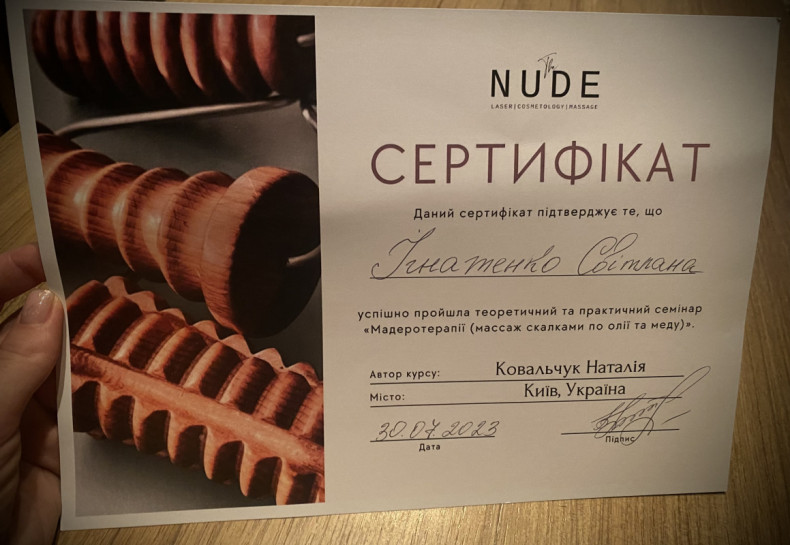 The
NUDE
LASER|COSMETOLOGY|MASSAGE
СЕРТИФІКАТ
Даний сертифікат підтверджує те, що
Ігнатенко Світлана
успішно пройшла теоретичний та практичний семінар
«Мадеротерапії (массаж скалками по олії та меду)».
Автор курсу: Ковальчук Наталія
Місто: Київ, Україна
30.07.2023
Дата
Підпис